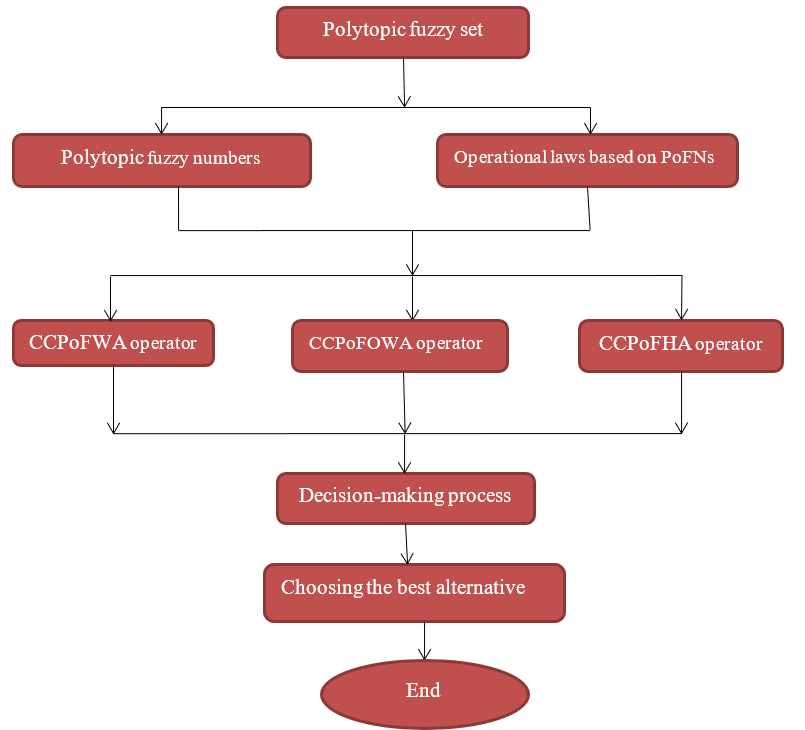 Polytopic fuzzy set
Polytopic fuzzy numbers
Operational laws based on PoFNs
CCPoFWA operator
CCPoFOWA operator
CCPoFHA operator
Decision-making process
Choosing the best alternative
End